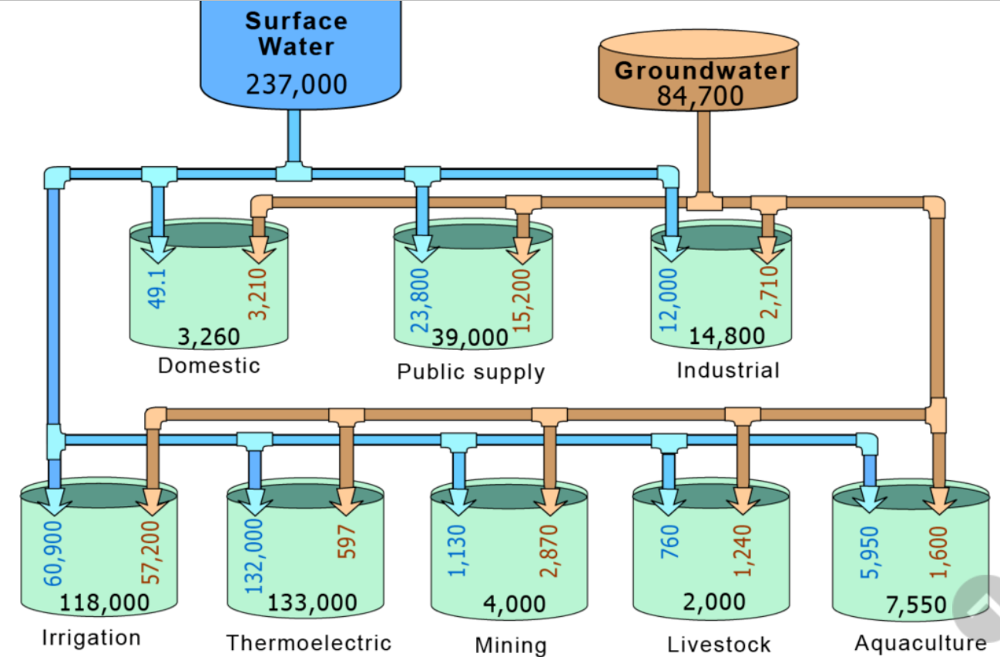 Surface
Water
237,000
Groundwater
84,700
49.1
3,210
3,260
Domestic
23,800
15,200
39,000
Public supply
12,000
2,710
14,800
Industrial
60,900
57,200
118,000
Irrigation
132,000
597
133,000
Thermoelectric
1,130
2,870
4,000
Mining
760
1,240
2,000
Livestock
5,950
1,600
7,550
Aquaculture